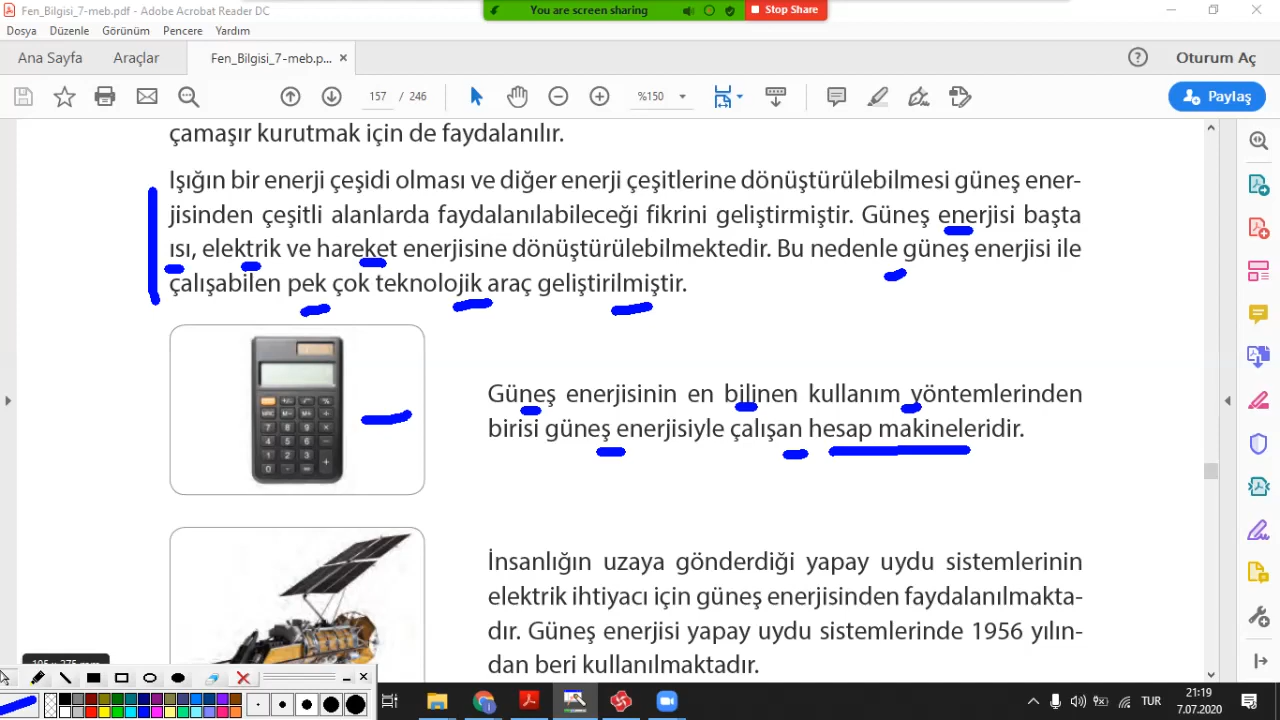 Fen_Bilgisi_7-meb.pdf - Adobe Acrobat Reader DC
You are screen sharing
Stop Share
Dosya Düzenle Görünüm Pencere Yardım
Ana Sayfa Araçlar Fen_Bilgisi_7-meb.p... × Oturum Aç
157 / 246 %150 Paylaş
çamaşır kurutmak için de faydalanılır.
Işığın bir enerji çeşidi olması ve diğer enerji çeşitlerine dönüştürülebilmesi güneş ener-
jisinden çeşitli alanlarda faydalanılabileceği fikrini geliştirmiştir. Güneş enerjisi başta
ısı, elektrik ve hareket enerjisine dönüştürülebilmektedir. Bu nedenle güneş enerjisi ile
çalışabilen pek çok teknolojik araç geliştirilmiştir.
Güneş enerjisinin en bilinen kullanım yöntemlerinden
birisi güneş enerjisiyle çalışan hesap makineleridir.
İnsanlığın uzaya gönderdiği yapay uydu sistemlerinin
elektrik ihtiyacı için güneş enerjisinden faydalanılmakta-
dır. Güneş enerjisi yapay uydu sistemlerinde 1956 yılın-
dan beri kullanılmaktadır.
TUR
21:19
7.07.2020